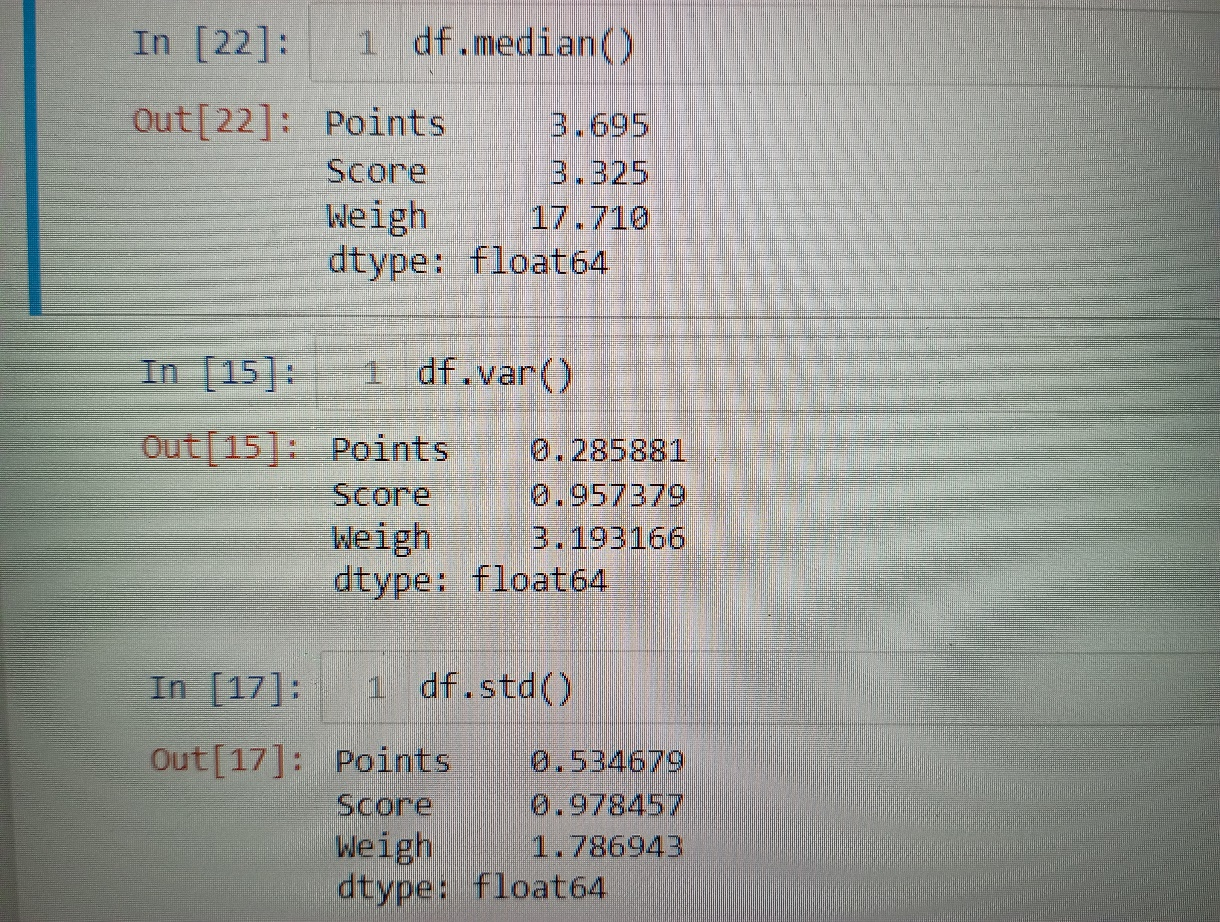 In [22]: 1 df.median()
Out[22]: Points 3.695
Score 3.325
Weigh 17.710
dtype: float64
In [15]: 1 df.var()
Out[15]: Points 0.285881
Score 0.957379
Weigh 3.193166
dtype: float64
In [17]: 1 df.std()
Out[17]: Points 0.534679
Score 0.978457
Weigh 1.786943
dtype: float64